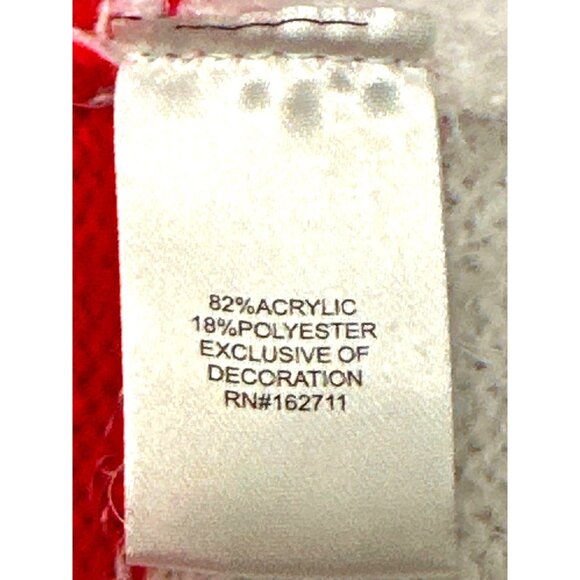 82%ACRYLIC
18%POLYESTER
EXCLUSIVE OF
DECORATION
RN#162711